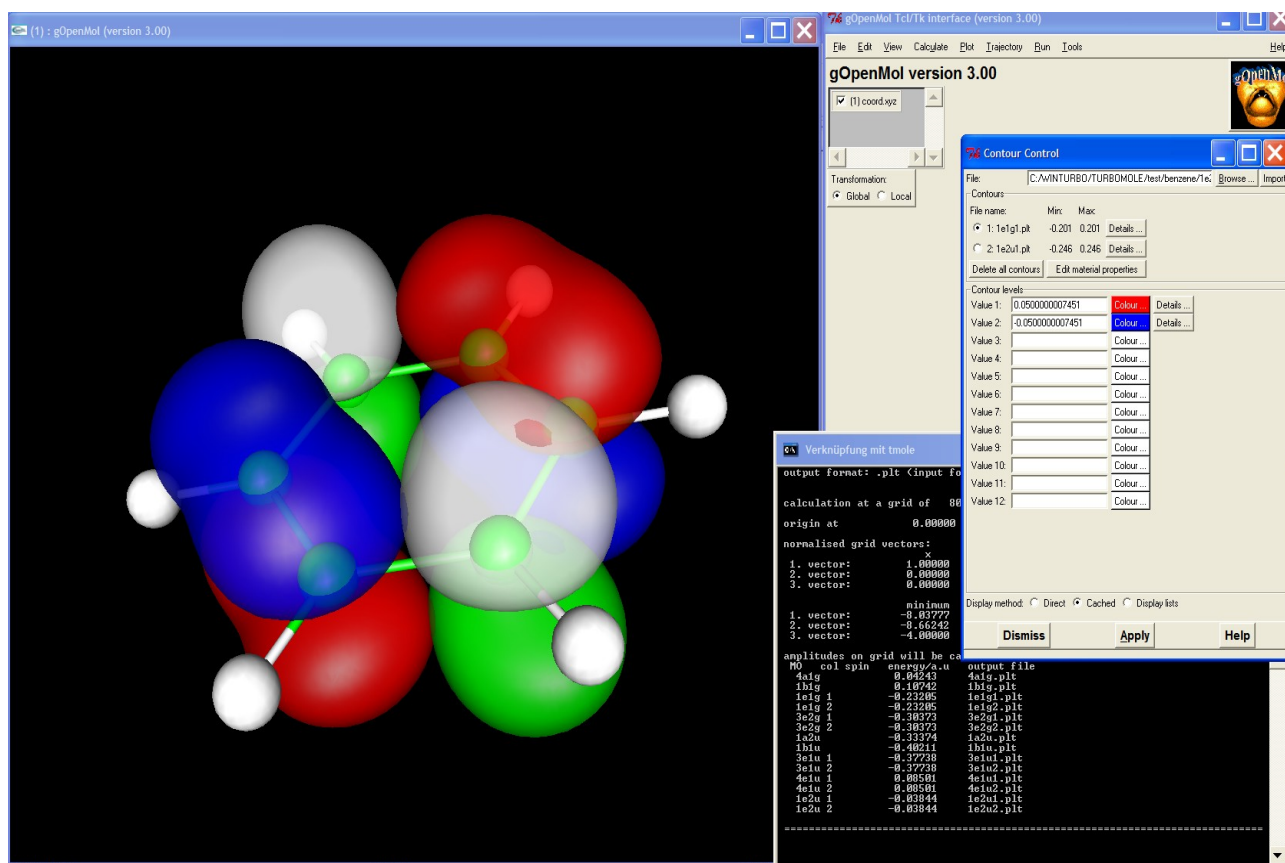 (1) : gOpenMol (version 3.00)
gOpenMol Tcl/Tk Interface (version 3.00)
File Edit View Calculate Plot Trajectory Run Tools Help
gOpenMol version 3.00
gOpenMol
(1) coord.xyz
Transformation:
Global Local
Contour Control
File: C:/WINTURBO/TURBOMOLE/test/benzene/1e2 Browse ... Import
Contours
File name: Min: Max:
1: 1e1g1.plt -0.201 0.201 Details ...
2: 1e2u1.plt -0.246 0.246 Details ...
Delete all contours Edit material properties
Contour levels
Value 1: 0.0500000007451 Colour ... Details ...
Value 2: -0.0500000007451 Colour ... Details ...
Value 3: Colour ...
Value 4: Colour ...
Value 5: Colour ...
Value 6: Colour ...
Value 7: Colour ...
Value 8: Colour ...
Value 9: Colour ...
Value 10: Colour ...
Value 11: Colour ...
Value 12: Colour ...
Display method: Direct Cached Display lists
Dismiss Apply Help
Verknüpfung mit tmole
output format: .plt (input fo
calculation at a grid of 80
origin at 0.00000
normalised grid vectors:
x
1. vector: 1.00000
2. vector: 0.00000
3. vector: 0.00000
minimum
1. vector: -8.03777
2. vector: -8.66242
3. vector: -4.00000
amplitudes on grid will be ca
MO col spin energy/a.u output file
4a1g 0.04243 4a1g.plt
1b1g 0.10742 1b1g.plt
1e1g 1 -0.23205 1e1g1.plt
1e1g 2 -0.23205 1e1g2.plt
3e2g 1 -0.30373 3e2g1.plt
3e2g 2 -0.30373 3e2g2.plt
1a2u -0.33374 1a2u.plt
1b1u -0.40211 1b1u.plt
3e1u 1 -0.37738 3e1u1.plt
3e1u 2 -0.37738 3e1u2.plt
4e1u 1 0.08501 4e1u1.plt
4e1u 2 0.08501 4e1u2.plt
1e2u 1 -0.03844 1e2u1.plt
1e2u 2 -0.03844 1e2u2.plt